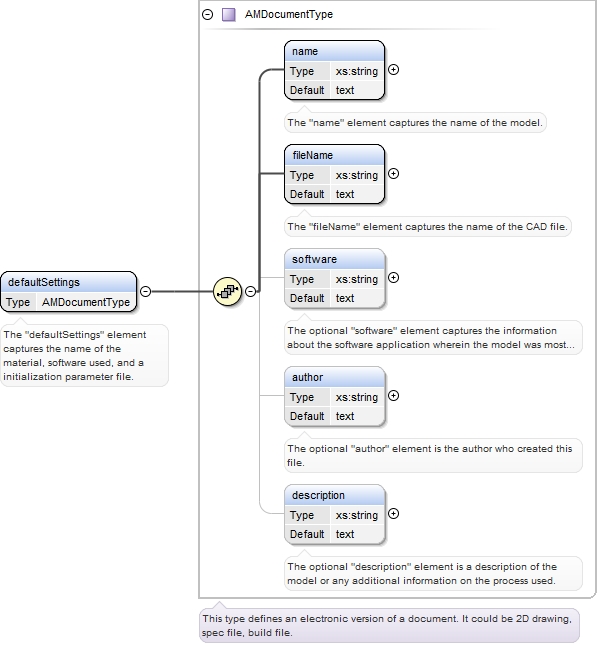 AMDocumentType
name
Type xs:string
Default text
The "name" element captures the name of the model.
fileName
Type xs:string
Default text
The "fileName" element captures the name of the CAD file.
software
Type xs:string
Default text
The optional "software" element captures the information
about the software application wherein the model was most...
author
Type xs:string
Default text
The optional "author" element is the author who created this
file.
description
Type xs:string
Default text
The optional "description" element is a description of the
model or any additional information on the process used.
defaultSettings
Type AMDocumentType
The "defaultSettings" element
captures the name of the
material, software used, and a
initialization parameter file.
This type defines an electronic version of a document. It could be 2D drawing,
spec file, build file.